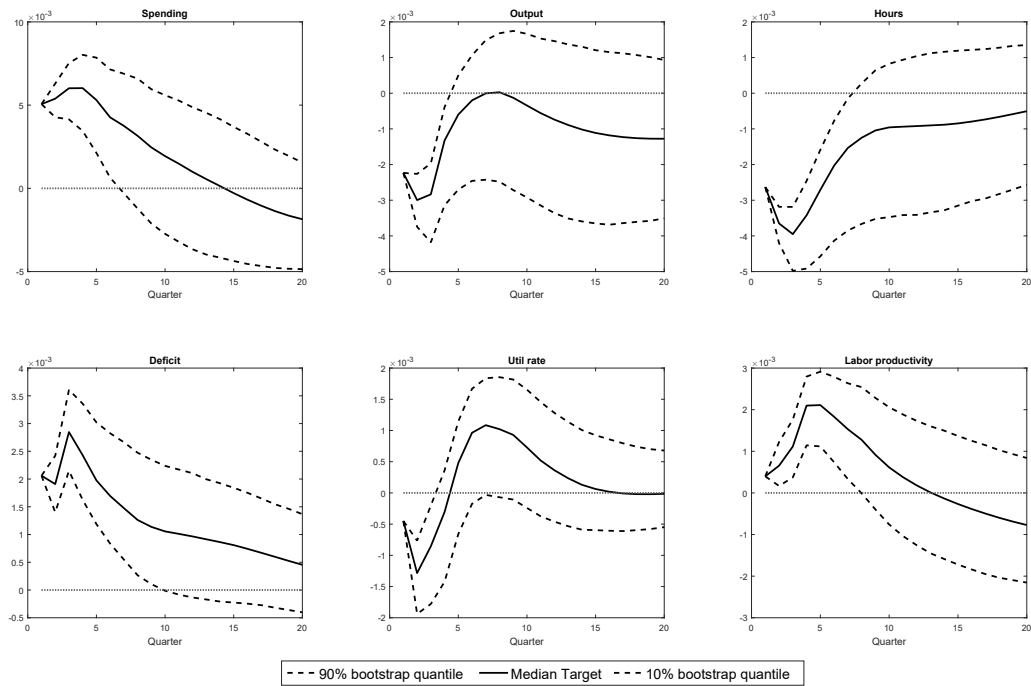 Spending
×10⁻³
10
5
0
-5
0 5 10 15 20
Quarter
Output
×10⁻³
2
1
0
-1
-2
-3
-4
-5
0 5 10 15 20
Quarter
Hours
×10⁻³
2
1
0
-1
-2
-3
-4
-5
0 5 10 15 20
Quarter
Deficit
×10⁻³
4
3.5
3
2.5
2
1.5
1
0.5
0
-0.5
0 5 10 15 20
Quarter
Util rate
×10⁻³
2
1.5
1
0.5
0
-0.5
-1
-1.5
-2
0 5 10 15 20
Quarter
Labor productivity
×10⁻³
3
2
1
0
-1
-2
-3
0 5 10 15 20
Quarter
90% bootstrap quantile Median Target 10% bootstrap quantile